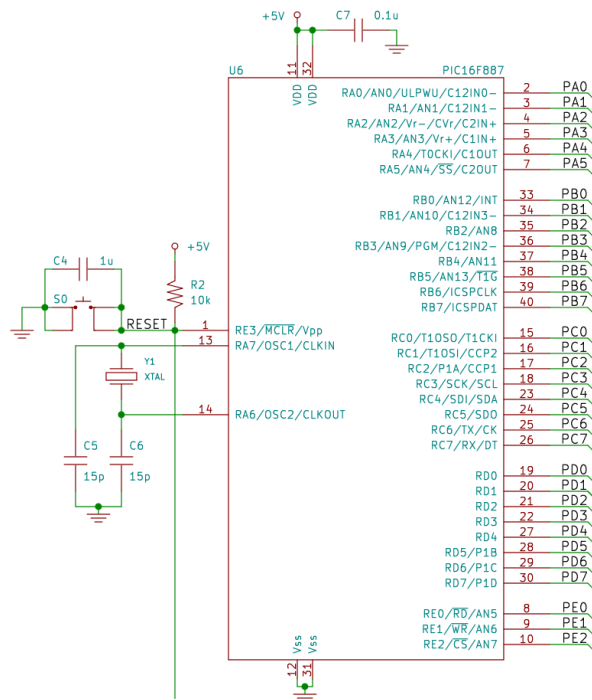 +5V
C7
0.1u
U6
PIC16F887
11
32
VDD
VDD
RA0/AN0/ULPWU/C12IN0- 2 PA0
RA1/AN1/C12IN1- 3 PA1
RA2/AN2/Vr-/CVr/C2IN+ 4 PA2
RA3/AN3/Vr+/C1IN+ 5 PA3
RA4/T0CKI/C1OUT 6 PA4
RA5/AN4/SS/C2OUT 7 PA5
RB0/AN12/INT 33 PB0
RB1/AN10/C12IN3- 34 PB1
RB2/AN8 35 PB2
RB3/AN9/PGM/C12IN2- 36 PB3
RB4/AN11 37 PB4
RB5/AN13/T1G 38 PB5
RB6/ICSPCLK 39 PB6
RB7/ICSPDAT 40 PB7
+5V
C4
1u
S0
R2
10k
RESET
1 RE3/MCLR/Vpp
13 RA7/OSC1/CLKIN
Y1
XTAL
14 RA6/OSC2/CLKOUT
C5
C6
15p
15p
RC0/T1OSO/T1CKI 15 PC0
RC1/T1OSI/CCP2 16 PC1
RC2/P1A/CCP1 17 PC2
RC3/SCK/SCL 18 PC3
RC4/SDI/SDA 23 PC4
RC5/SDO 24 PC5
RC6/TX/CK 25 PC6
RC7/RX/DT 26 PC7
RD0 19 PD0
RD1 20 PD1
RD2 21 PD2
RD3 22 PD3
RD4 27 PD4
RD5/P1B 28 PD5
RD6/P1C 29 PD6
RD7/P1D 30 PD7
RE0/RD/AN5 8 PE0
RE1/WR/AN6 9 PE1
RE2/CS/AN7 10 PE2
Vss
Vss
12
31